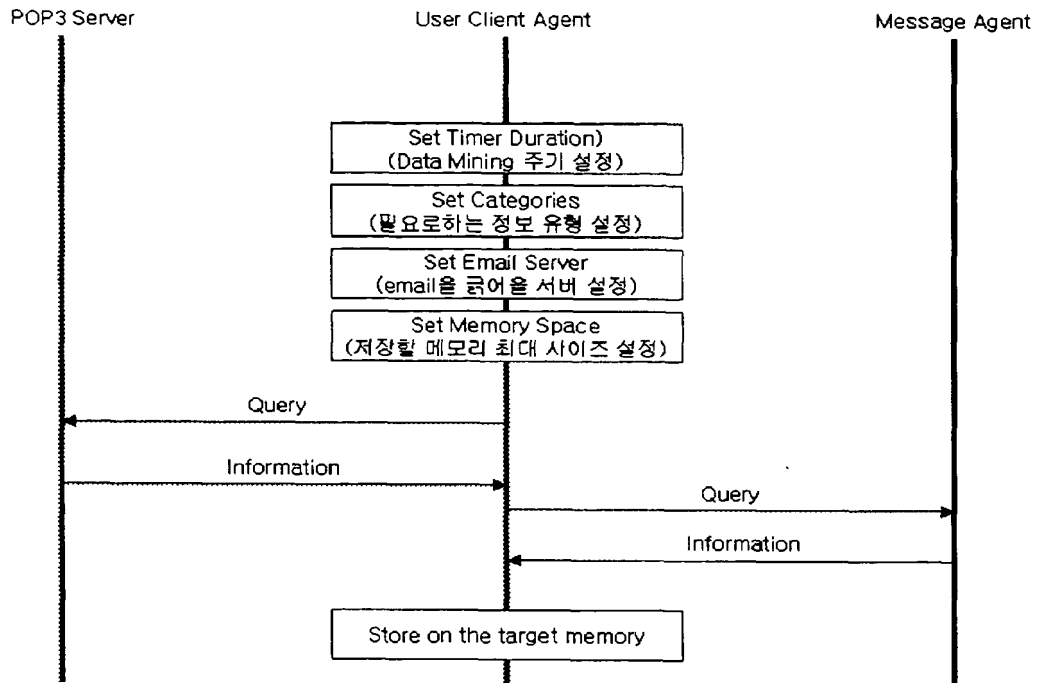 POP3 Server
User Client Agent
Message Agent
Set Timer Duration)
(Data Mining 주기 설정)
Set Categories
(필요로하는 정보 유형 설정)
Set Email Server
(email을 긁어올 서버 설정)
Set Memory Space
(저장할 메모리 최대 사이즈 설정)
Query
Information
Query
Information
Store on the target memory